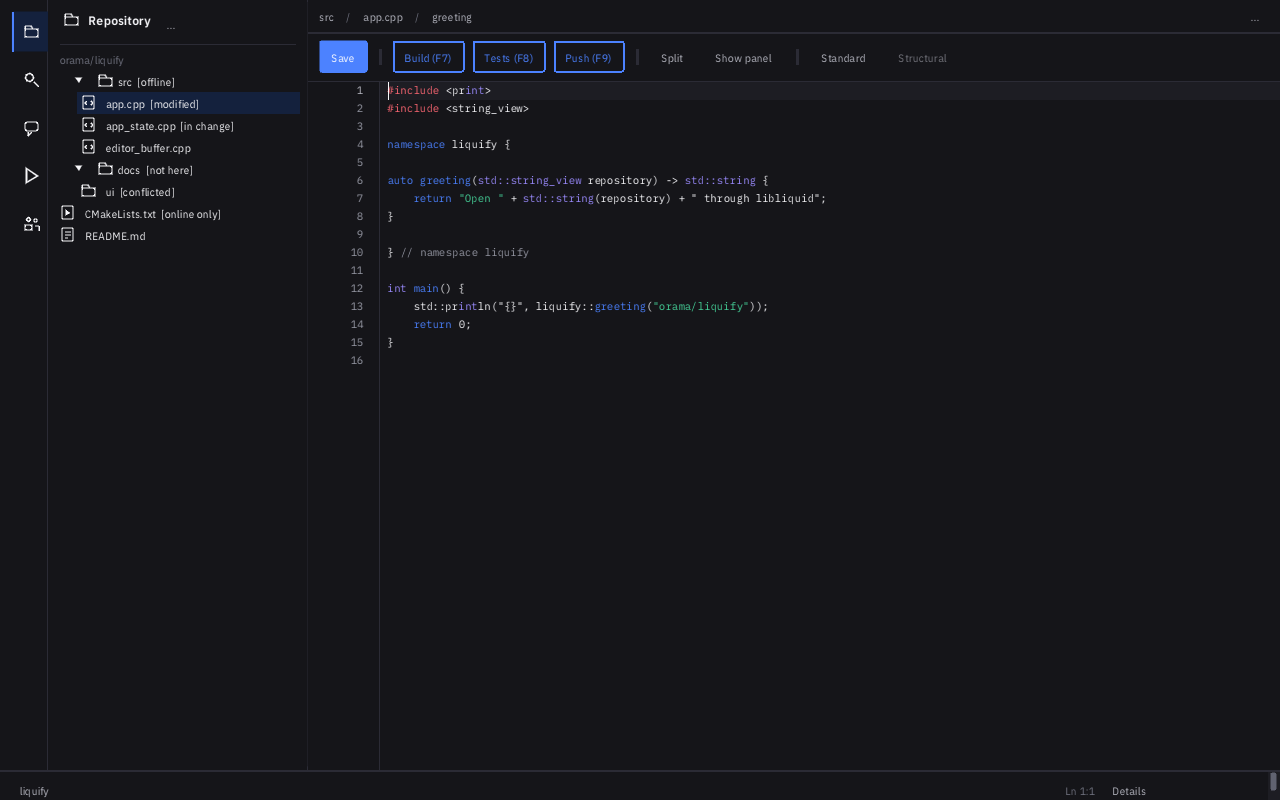 Repository ...
orama/liquify
src [offline]
app.cpp [modified]
app_state.cpp [in change]
editor_buffer.cpp
docs [not here]
ui [conflicted]
CMakeLists.txt [online only]
README.md
src / app.cpp / greeting ...
Save Build (F7) Tests (F8) Push (F9) Split Show panel Standard Structural
1 #include <print>
2 #include <string_view>
3
4 namespace liquify {
5
6 auto greeting(std::string_view repository) -> std::string {
7     return "Open " + std::string(repository) + " through libliquid";
8 }
9
10 } // namespace liquify
11
12 int main() {
13     std::println("{}", liquify::greeting("orama/liquify"));
14     return 0;
15 }
16
liquify Ln 1:1 Details